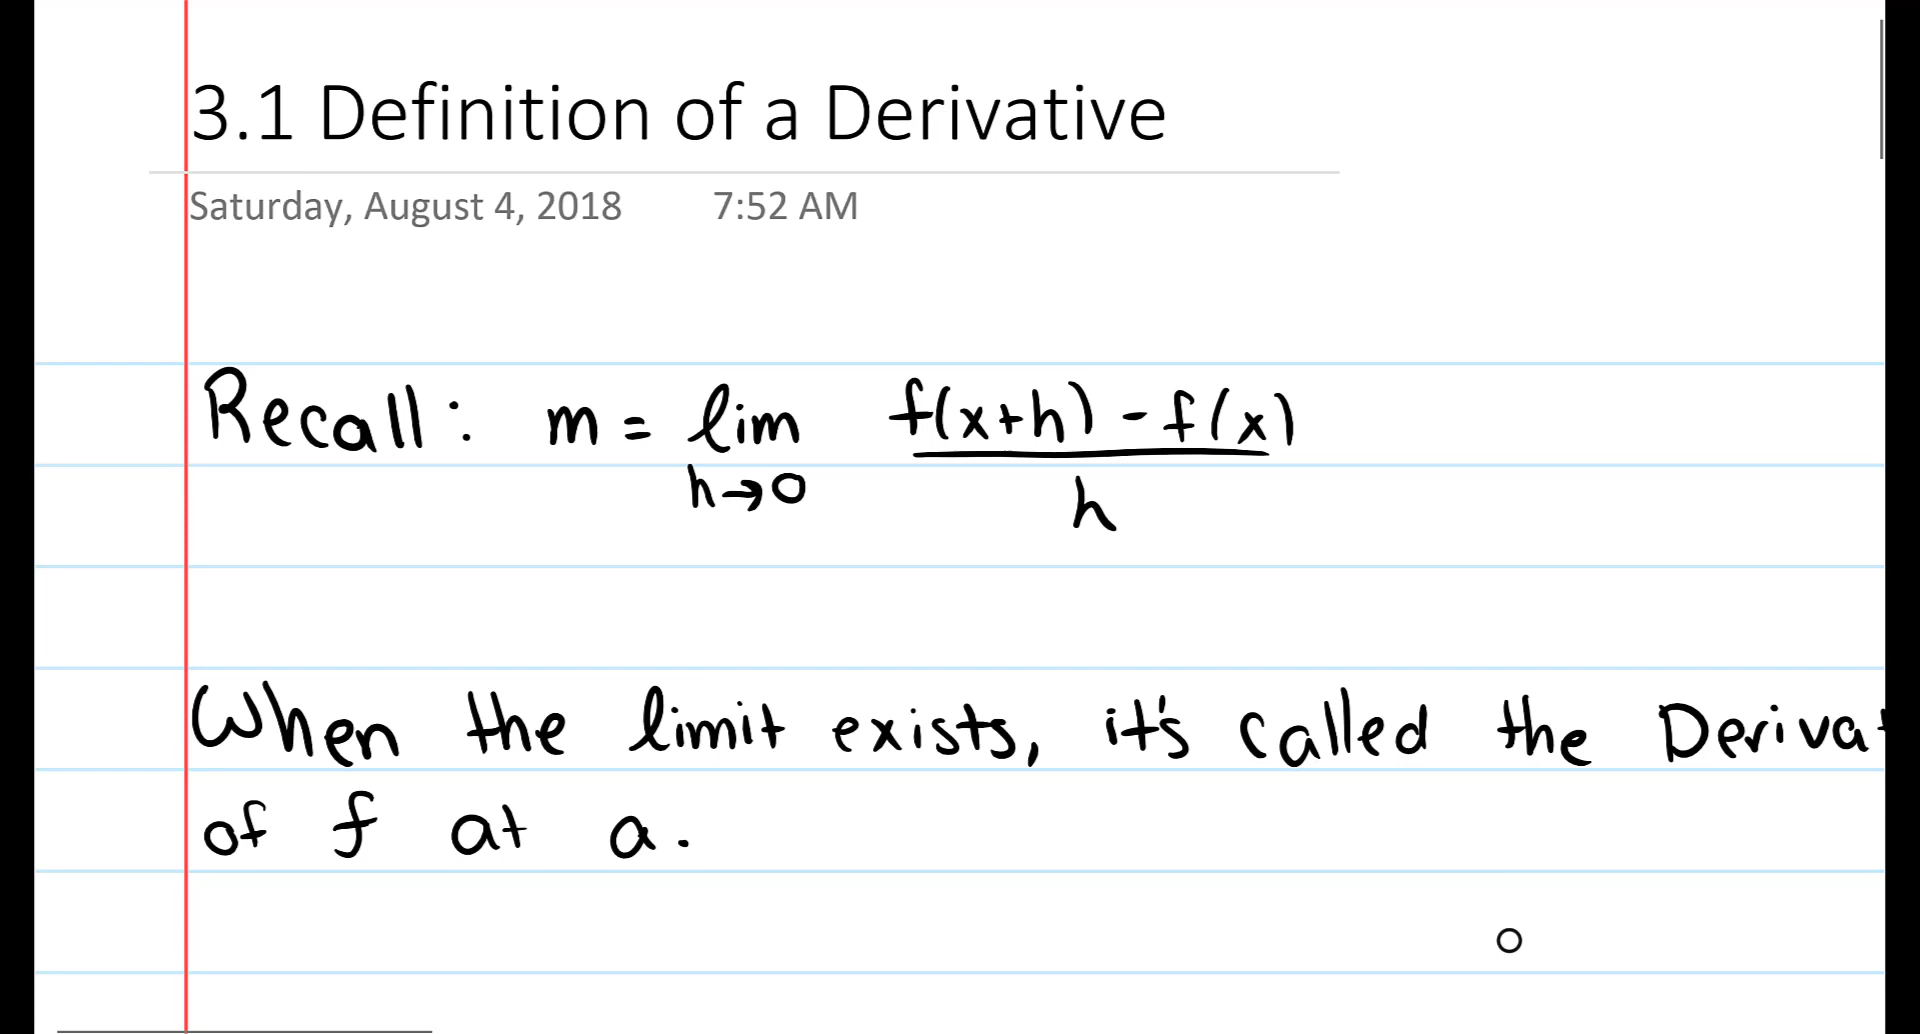 3.1 Definition of a Derivative
Saturday, August 4, 2018 7:52 AM
Recall: m = lim f(x+h) - f(x)
h→0 h
When the limit exists, it's called the Deriva
of f at a.